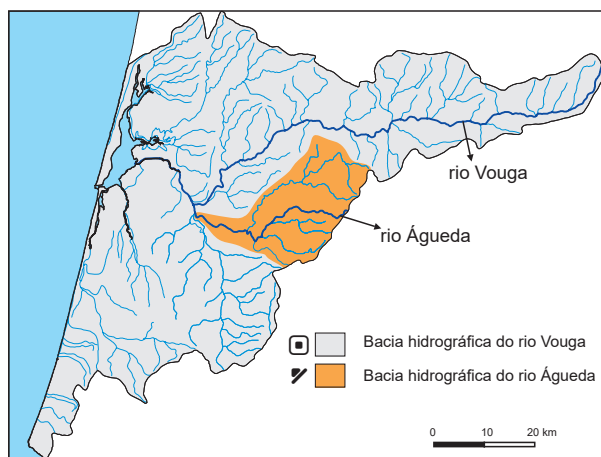 rio Vouga
rio Águeda
Bacia hidrográfica do rio Vouga
Bacia hidrográfica do rio Águeda
0 10 20 km